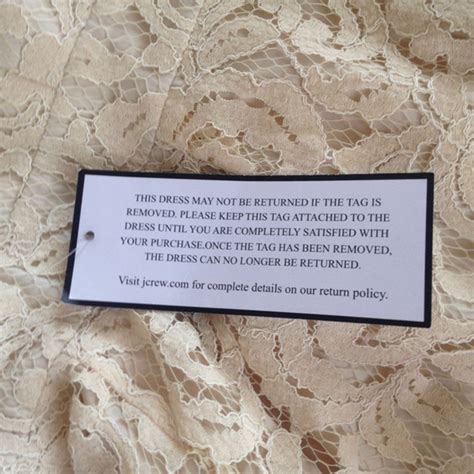 THIS DRESS MAY NOT BE RETURNED IF THE TAG IS
REMOVED. PLEASE KEEP THIS TAG ATTACHED TO THE
DRESS UNTIL YOU ARE COMPLETELY SATISFIED WITH
YOUR PURCHASE.ONCE THE TAG HAS BEEN REMOVED,
THE DRESS CAN NO LONGER BE RETURNED.
Visit jcrew.com for complete details on our return policy.